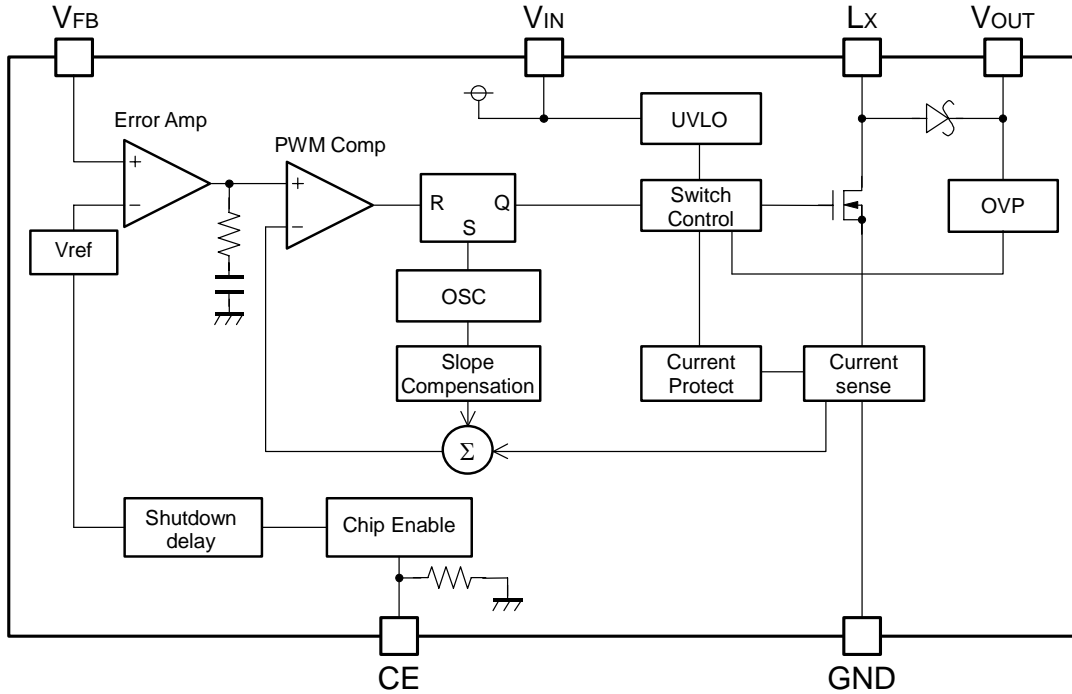 VFB
VIN
LX
VOUT
Error Amp
PWM Comp
UVLO
+
−
+
−
R
Q
S
Switch
Control
OVP
Vref
OSC
Slope
Compensation
Current
Protect
Current
sense
Σ
Shutdown
delay
Chip Enable
CE
GND